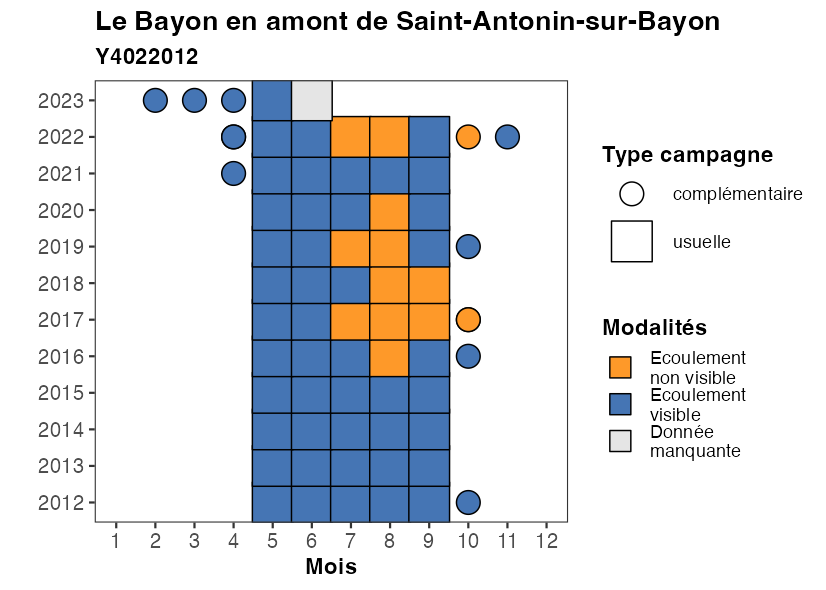 Le Bayon en amont de Saint-Antonin-sur-Bayon
Y4022012
2023
2022
2021
2020
2019
2018
2017
2016
2015
2014
2013
2012
1 2 3 4 5 6 7 8 9 10 11 12
Mois
Type campagne
complémentaire
usuelle
Modalités
Ecoulement
non visible
Ecoulement
visible
Donnée
manquante